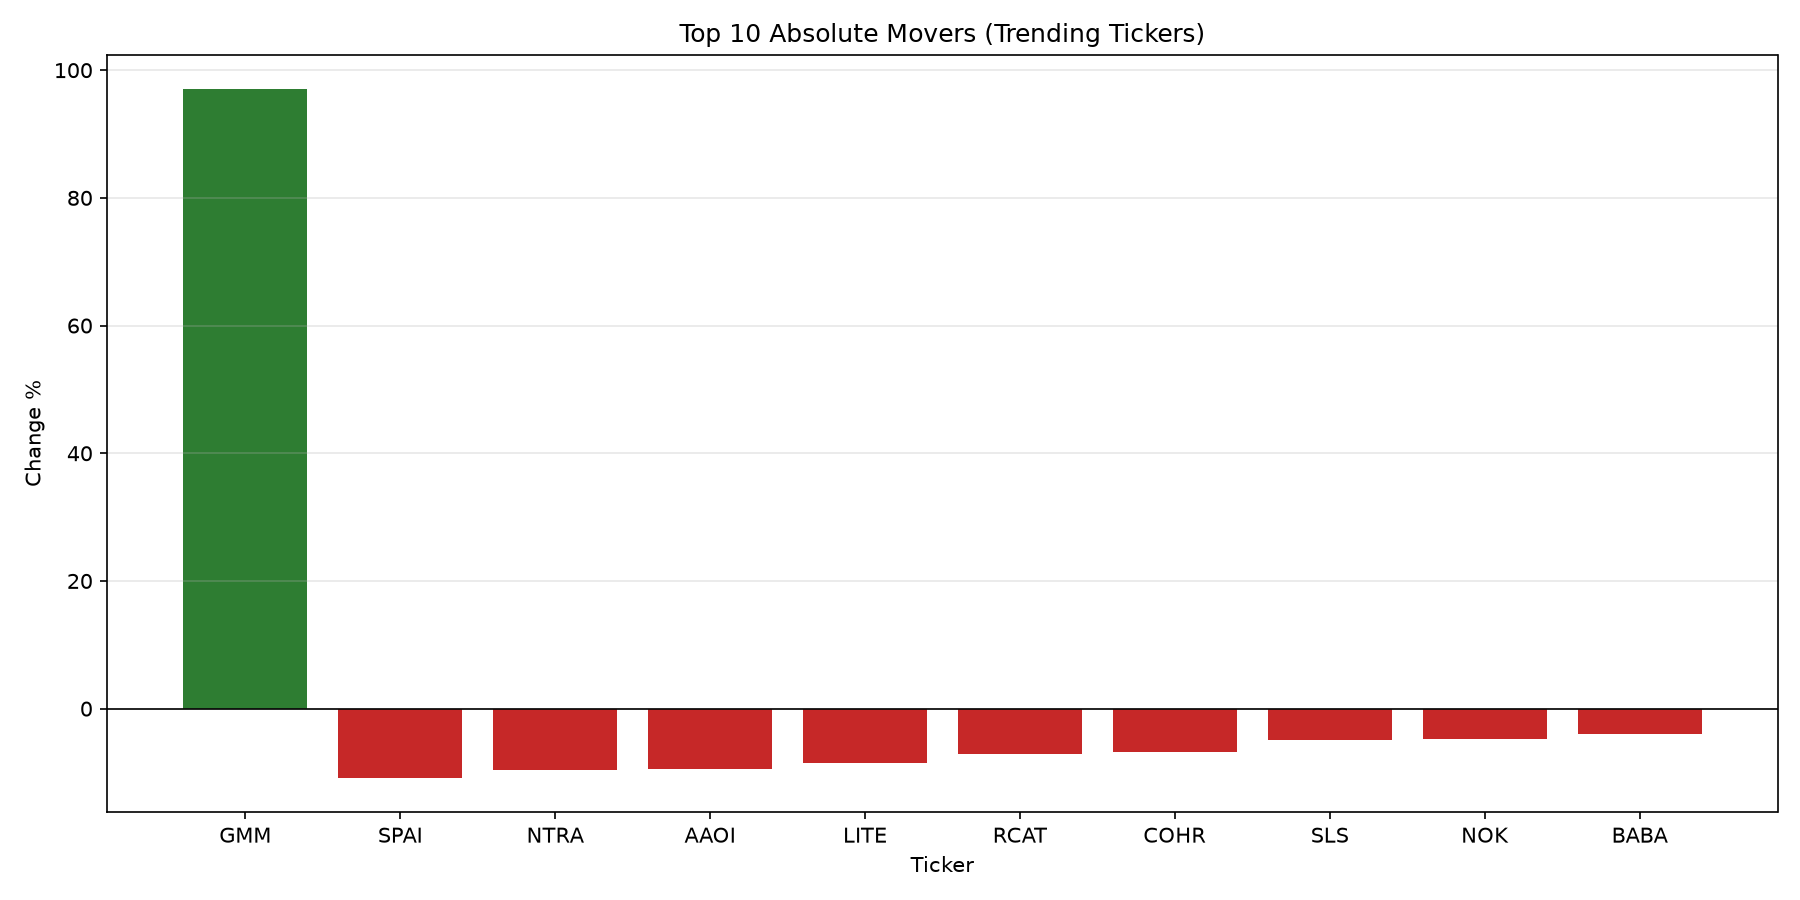 Top 10 Absolute Movers (Trending Tickers)
Change %
100
80
60
40
20
0
GMM SPAI NTRA AAOI LITE RCAT COHR SLS NOK BABA
Ticker